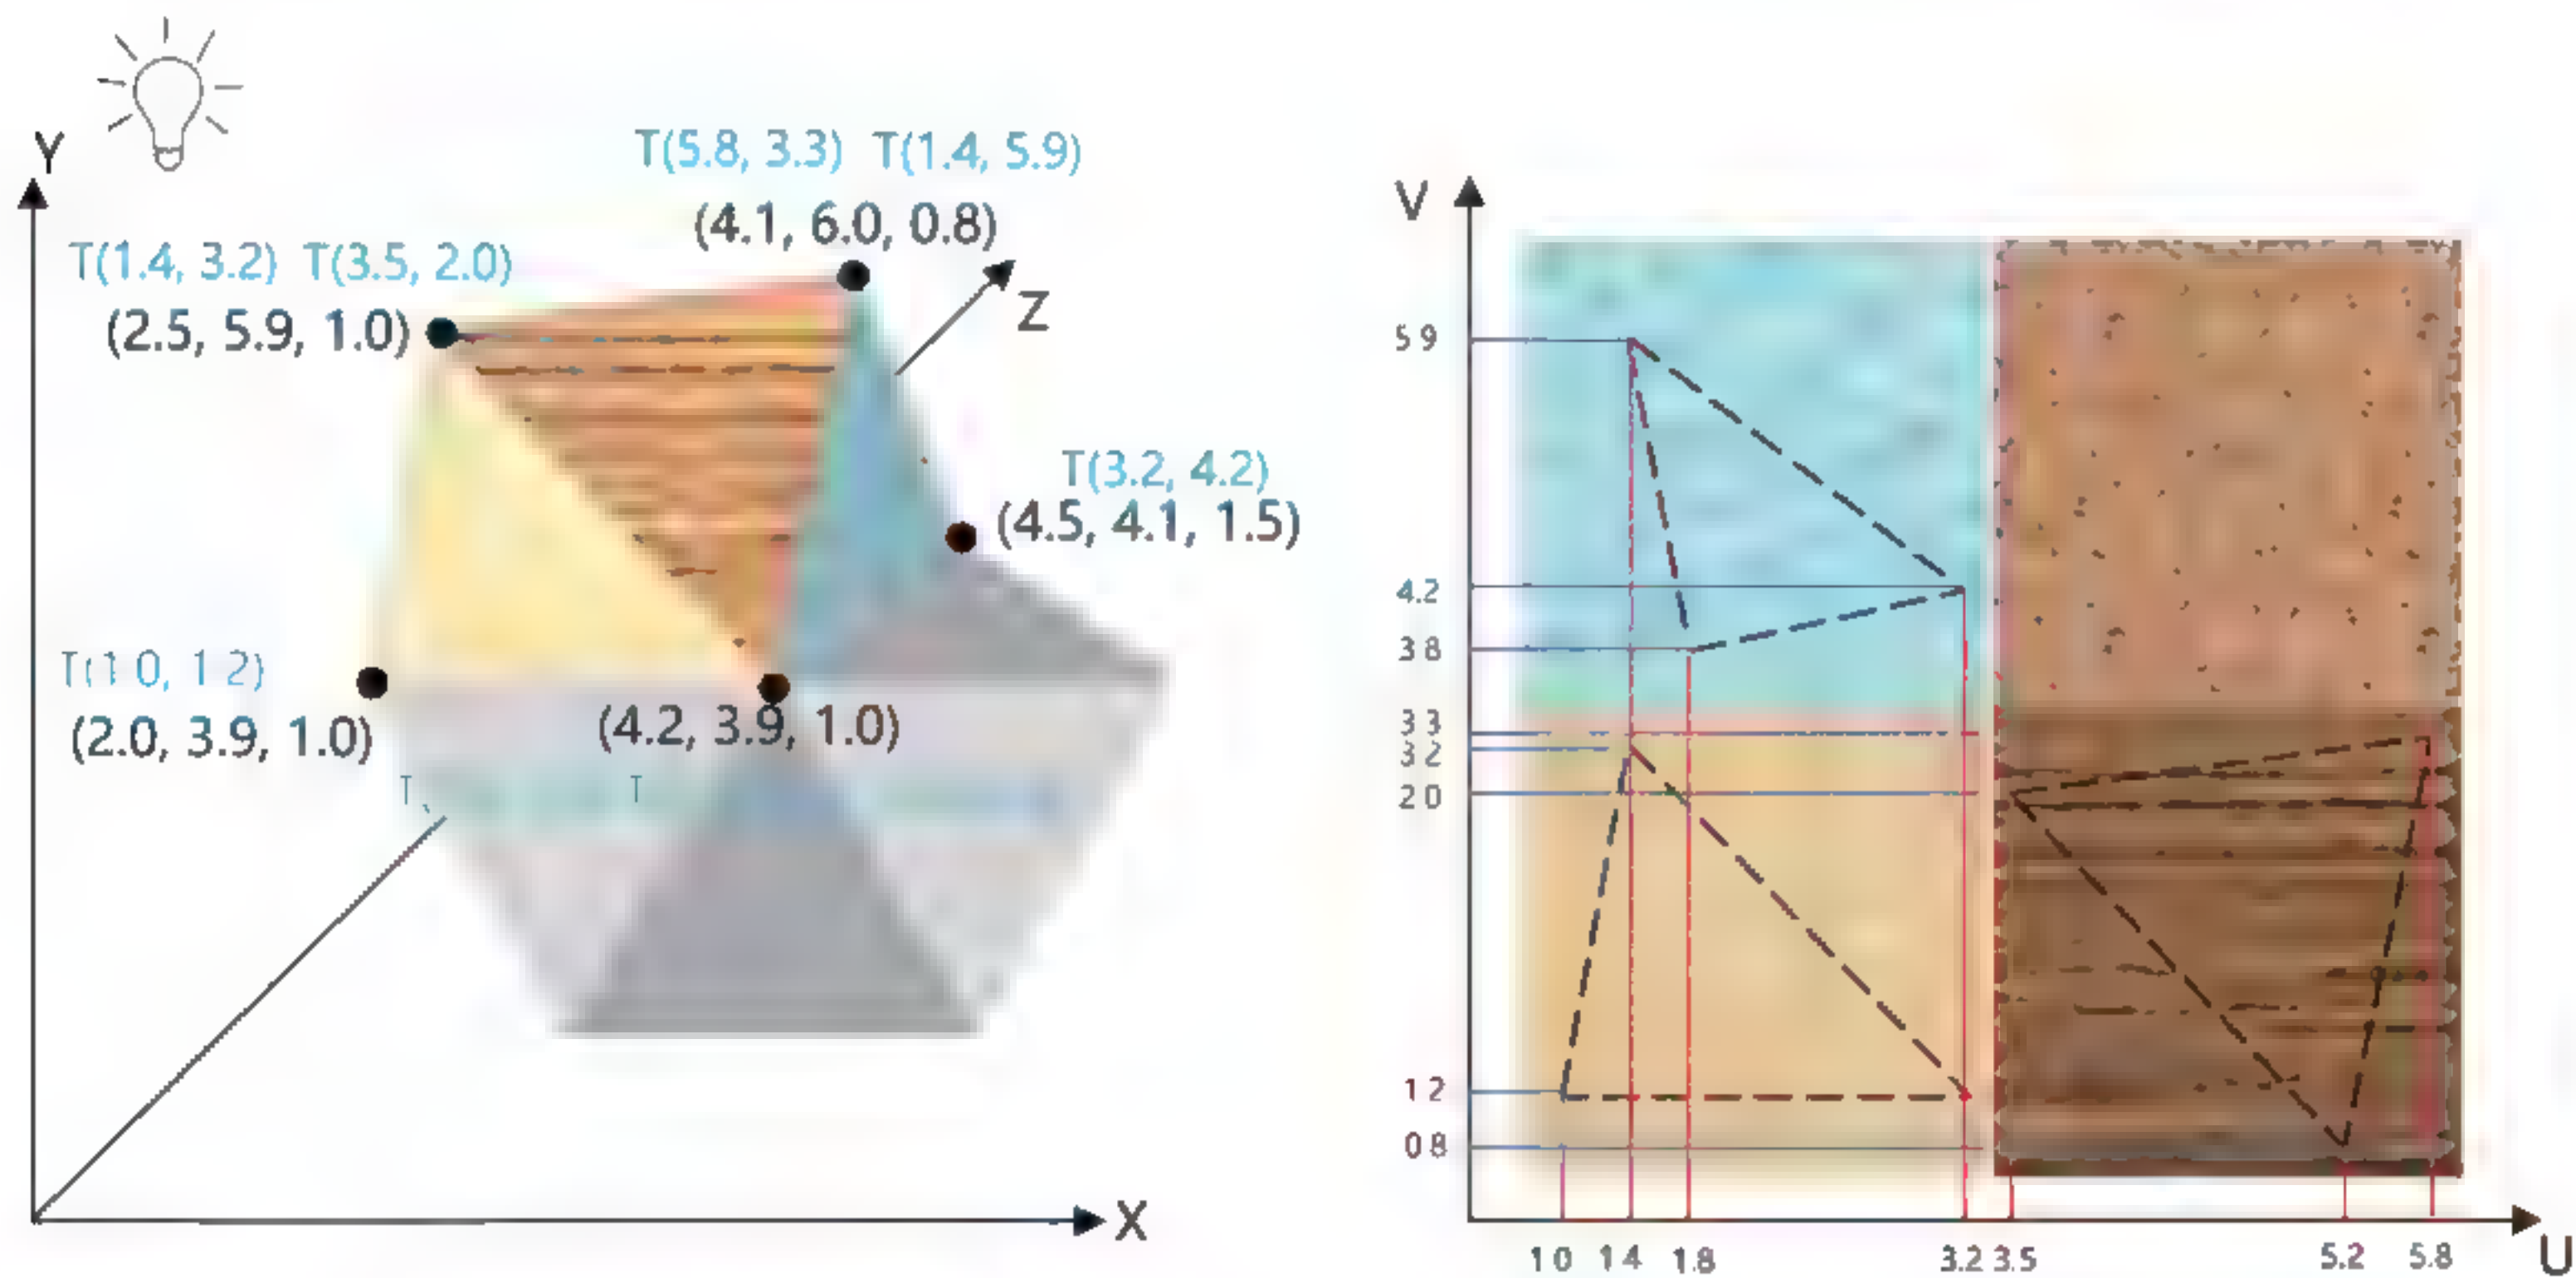 Y
T(5.8, 3.3) T(1.4, 5.9)
(4.1, 6.0, 0.8)
T(1.4, 3.2) T(3.5, 2.0)
(2.5, 5.9, 1.0)
Z
T(3.2, 4.2)
(4.5, 4.1, 1.5)
T(1 0, 1 2)
(2.0, 3.9, 1.0)
(4.2, 3.9, 1.0)
T T
X
V
5 9
4.2
3 8
3 3
3 2
2 0
1 2
0 8
1 0 1 4 1.8 3.2 3.5 5.2 5.8
U